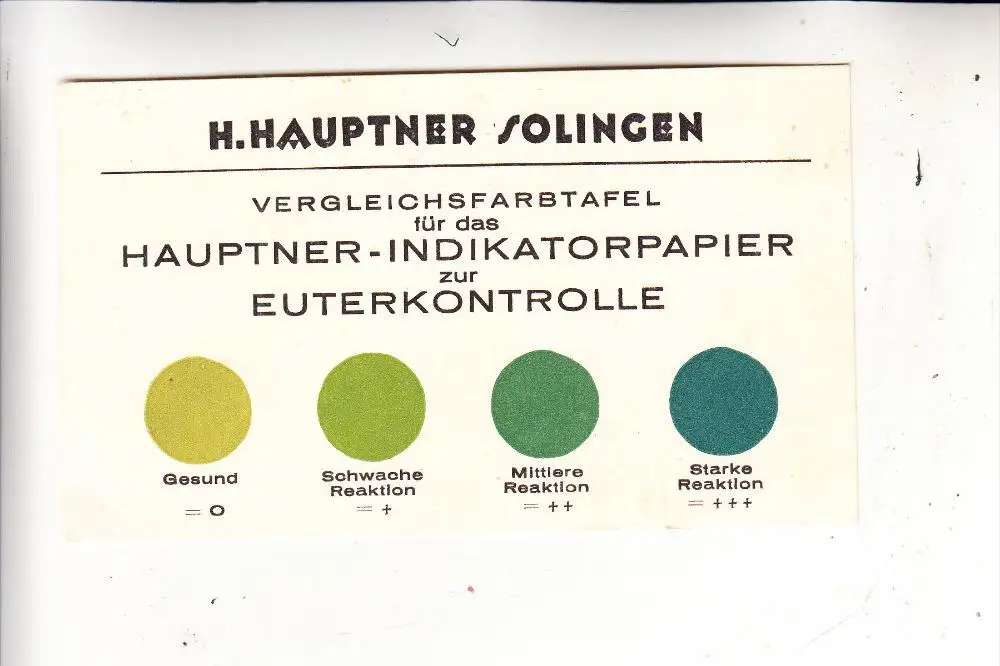 H. HAUPTNER SOLINGEN
VERGLEICHSFARBTAFEL
für das
HAUPTNER-INDIKATORPAPIER
zur
EUTERKONTROLLE
Gesund
= O
Schwache
Reaktion
= +
Mittlere
Reaktion
= ++
Starke
Reaktion
= +++